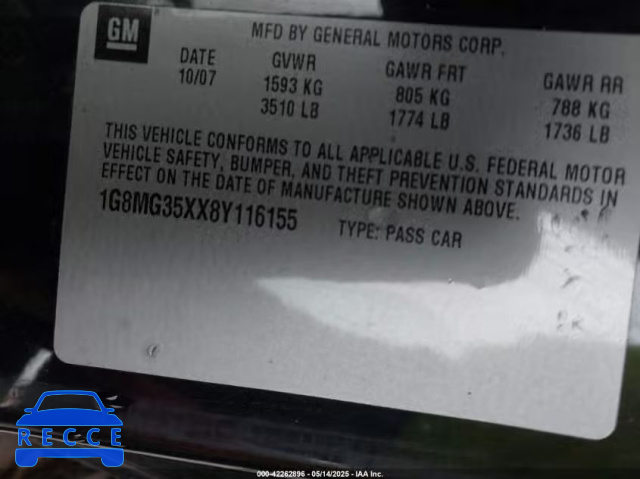 GM
MFD BY GENERAL MOTORS CORP.
DATE GVWR GAWR FRT GAWR RR
10/07 1593 KG 805 KG 788 KG
3510 LB 1774 LB 1736 LB
THIS VEHICLE CONFORMS TO ALL APPLICABLE U.S. FEDERAL MOTOR
VEHICLE SAFETY, BUMPER, AND THEFT PREVENTION STANDARDS IN
EFFECT ON THE DATE OF MANUFACTURE SHOWN ABOVE.
1G8MG35XX8Y116155 TYPE: PASS CAR
RECCE
000-42262896 - 05/14/2025 - IAA Inc.